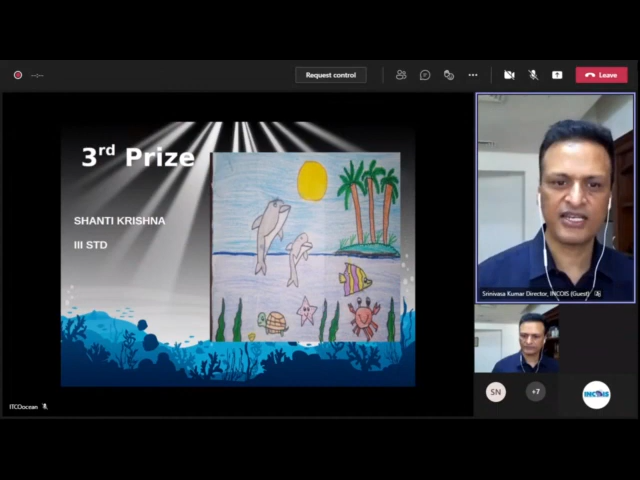 --:--
Request control
Leave
3rd Prize
SHANTI KRISHNA
III STD
Srinivasa Kumar Director, INCOIS (Guest)
SN
+7
INCOIS
ITCOocean